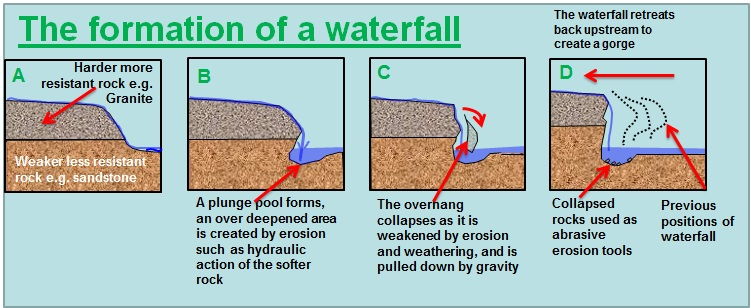 The formation of a waterfall
The waterfall retreats
back upstream to
create a gorge
A
Harder more
resistant rock e.g.
Granite
Weaker less resistant
rock e.g. sandstone
B
A plunge pool forms,
an over deepened area
is created by erosion
such as hydraulic
action of the softer
rock
C
The overhang
collapses as it is
weakened by erosion
and weathering, and is
pulled down by gravity
D
Collapsed
rocks used as
abrasive
erosion tools
Previous
positions of
waterfall